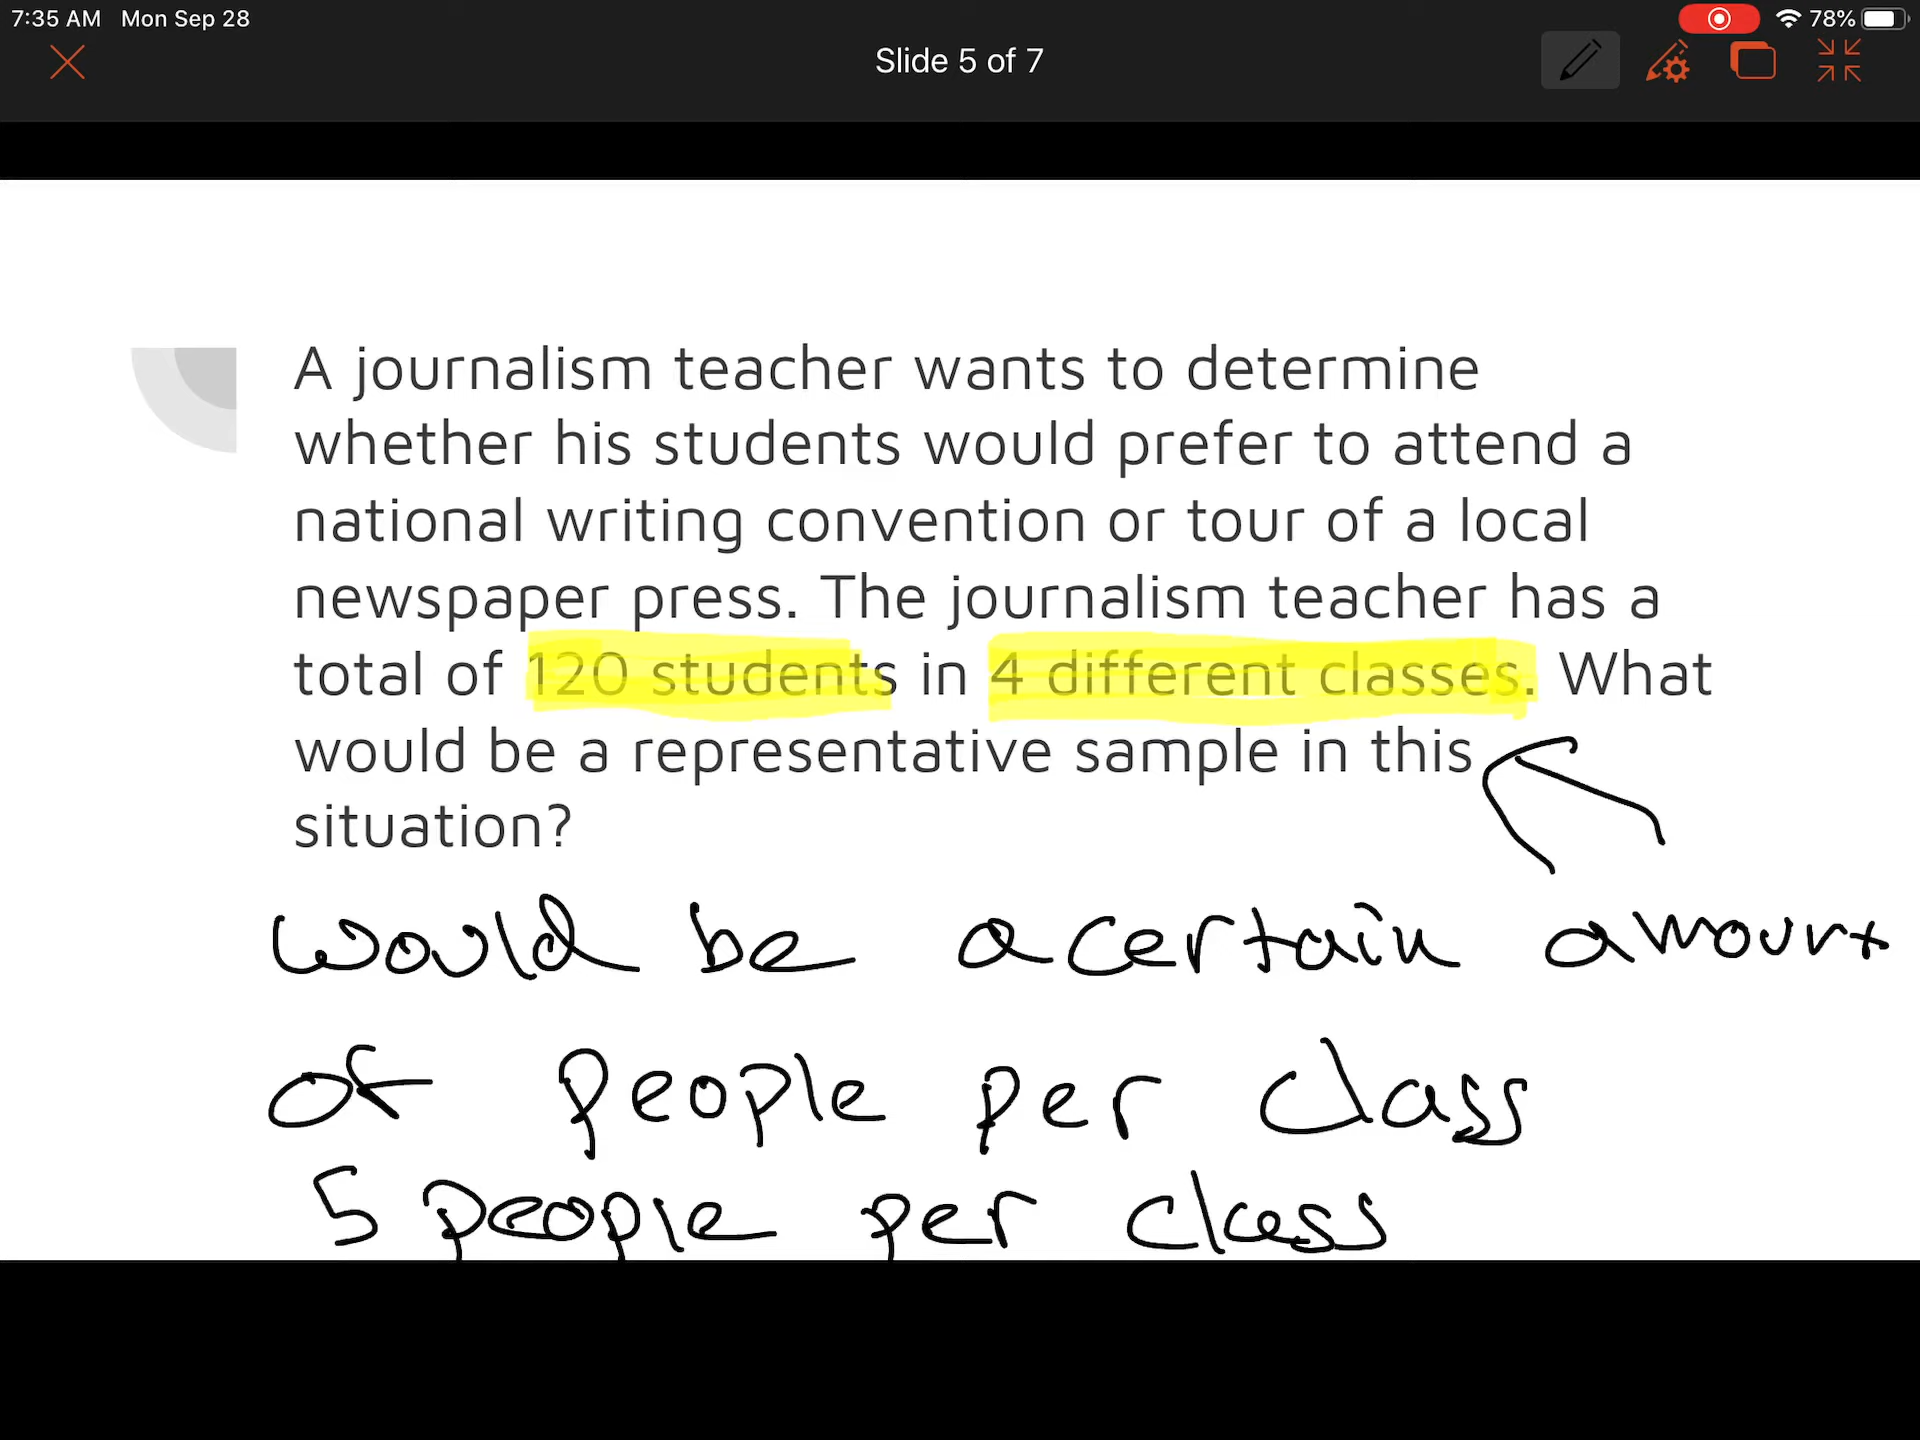 7:35 AM Mon Sep 28 78%
Slide 5 of 7
A journalism teacher wants to determine
whether his students would prefer to attend a
national writing convention or tour of a local
newspaper press. The journalism teacher has a
total of 120 students in 4 different classes. What
would be a representative sample in this
situation?
would be a certain amount
of people per class
5 people per class